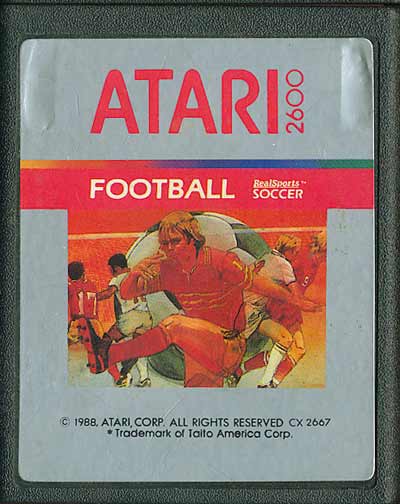 ATARI 2600
FOOTBALL RealSports™ SOCCER
© 1988, ATARI, CORP. ALL RIGHTS RESERVED CX 2667
*Trademark of Taito America Corp.